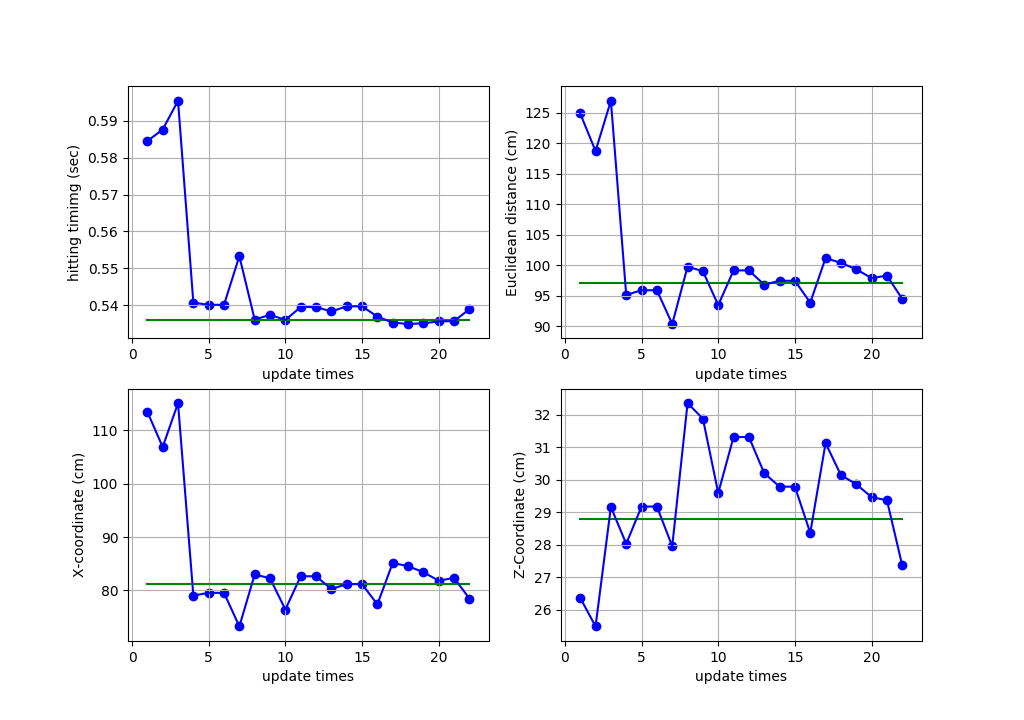 hitting timimg (sec)
0.59
0.58
0.57
0.56
0.55
0.54
0 5 10 15 20
update times
Euclidean distance (cm)
125
120
115
110
105
100
95
90
0 5 10 15 20
update times
X-coordinate (cm)
110
100
90
80
0 5 10 15 20
update times
Z-Coordinate (cm)
32
31
30
29
28
27
26
0 5 10 15 20
update times